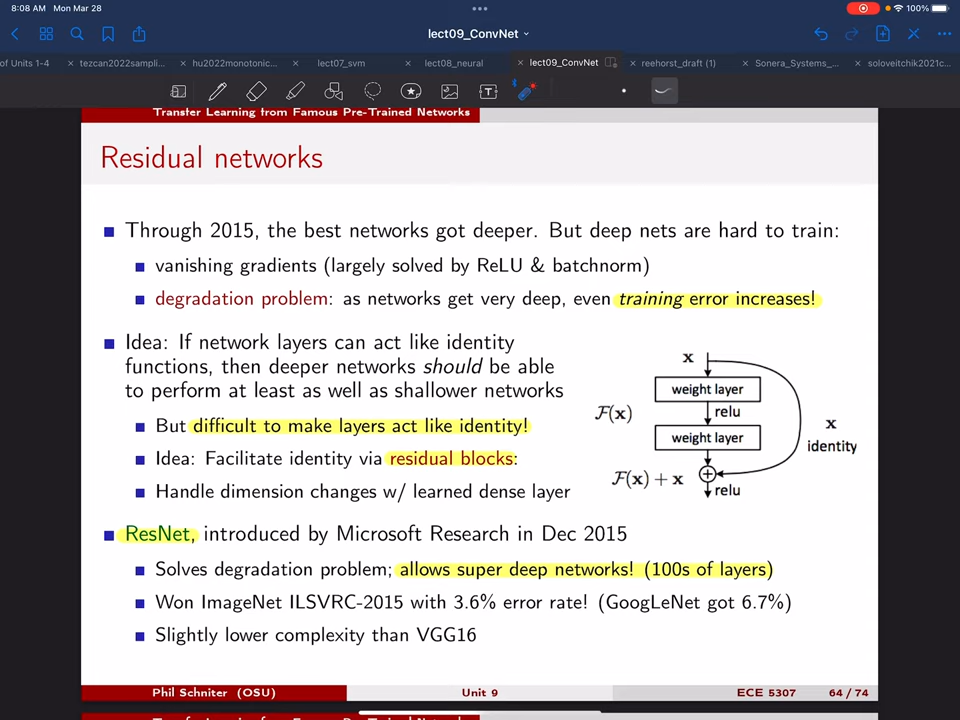 8:08 AM Mon Mar 28
100%
lect09_ConvNet
of Units 1-4
tezcan2022sampli...
hu2022monotonic...
lect07_svm
lect08_neural
lect09_ConvNet
reehorst_draft (1)
Sonera_Systems_...
soloveitchik2021c...
Transfer Learning from Famous Pre-Trained Networks
Residual networks
Through 2015, the best networks got deeper. But deep nets are hard to train:
vanishing gradients (largely solved by ReLU & batchnorm)
degradation problem: as networks get very deep, even training error increases!
Idea: If network layers can act like identity
functions, then deeper networks should be able
to perform at least as well as shallower networks
But difficult to make layers act like identity!
Idea: Facilitate identity via residual blocks:
Handle dimension changes w/ learned dense layer
x
weight layer
F(x)
relu
weight layer
x
identity
F(x) + x
relu
ResNet, introduced by Microsoft Research in Dec 2015
Solves degradation problem; allows super deep networks! (100s of layers)
Won ImageNet ILSVRC-2015 with 3.6% error rate! (GoogLeNet got 6.7%)
Slightly lower complexity than VGG16
Phil Schniter (OSU)
Unit 9
ECE 5307
64 / 74
Transfer Learning from Famous Pre-Trained Networks